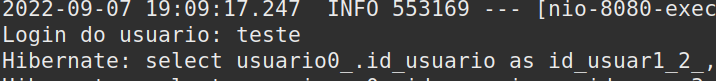 2022-09-07 19:09:17.247  INFO 553169 --- [nio-8080-exec
Login do usuario: teste
Hibernate: select usuario0_.id_usuario as id_usuar1_2_,